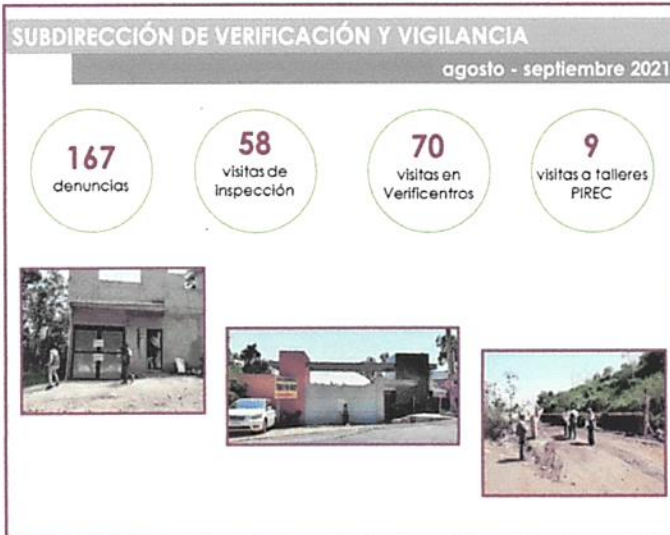 SUBDIRECCIÓN DE VERIFICACIÓN Y VIGILANCIA
agosto - septiembre 2021
167
denuncias
58
visitas de
inspección
70
visitas en
Verificentros
9
visitas a talleres
PIREC